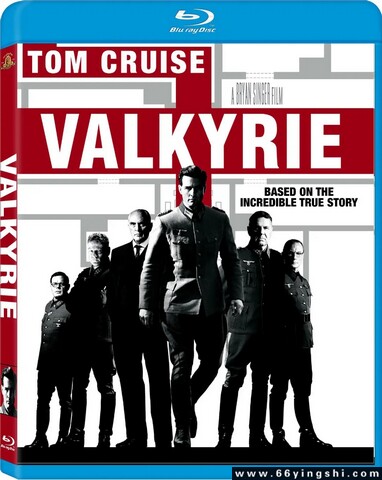 Blu-ray Disc
TOM CRUISE
A BRYAN SINGER FILM
VALKYRIE
BASED ON THE
INCREDIBLE TRUE STORY
VALKYRIE
www.66yingshi.com